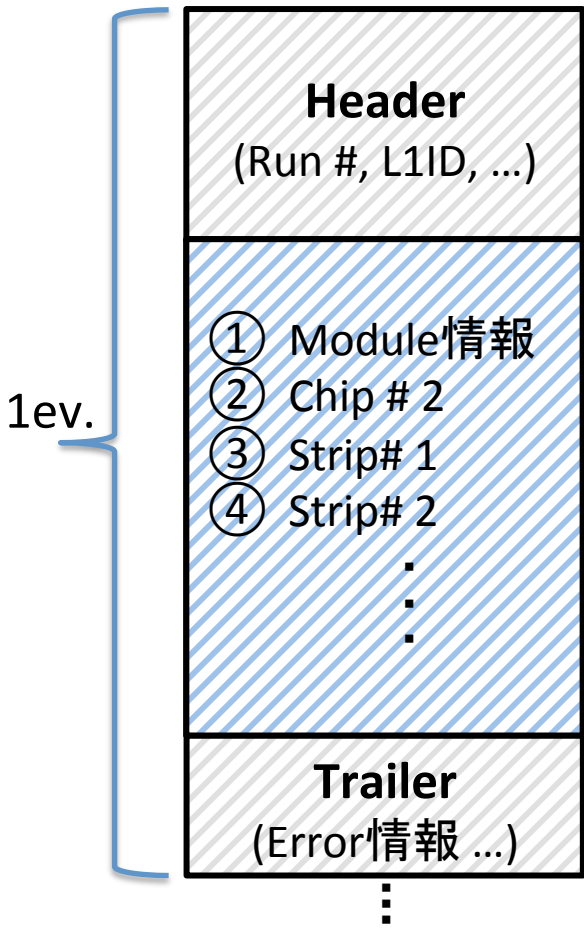 Header
(Run #, L1ID, ...)
① Module情報
② Chip # 2
③ Strip# 1
④ Strip# 2
⋮
1ev.
Trailer
(Error情報 ...)
⋮